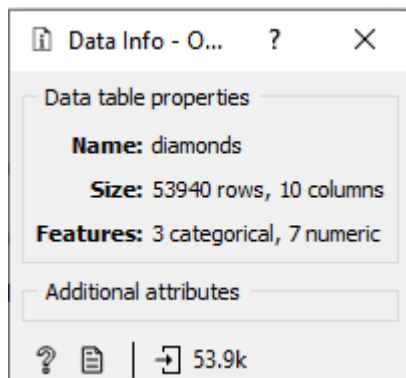 Data Info - O... ?
Data table properties
Name: diamonds
Size: 53940 rows, 10 columns
Features: 3 categorical, 7 numeric
Additional attributes
? 53.9k